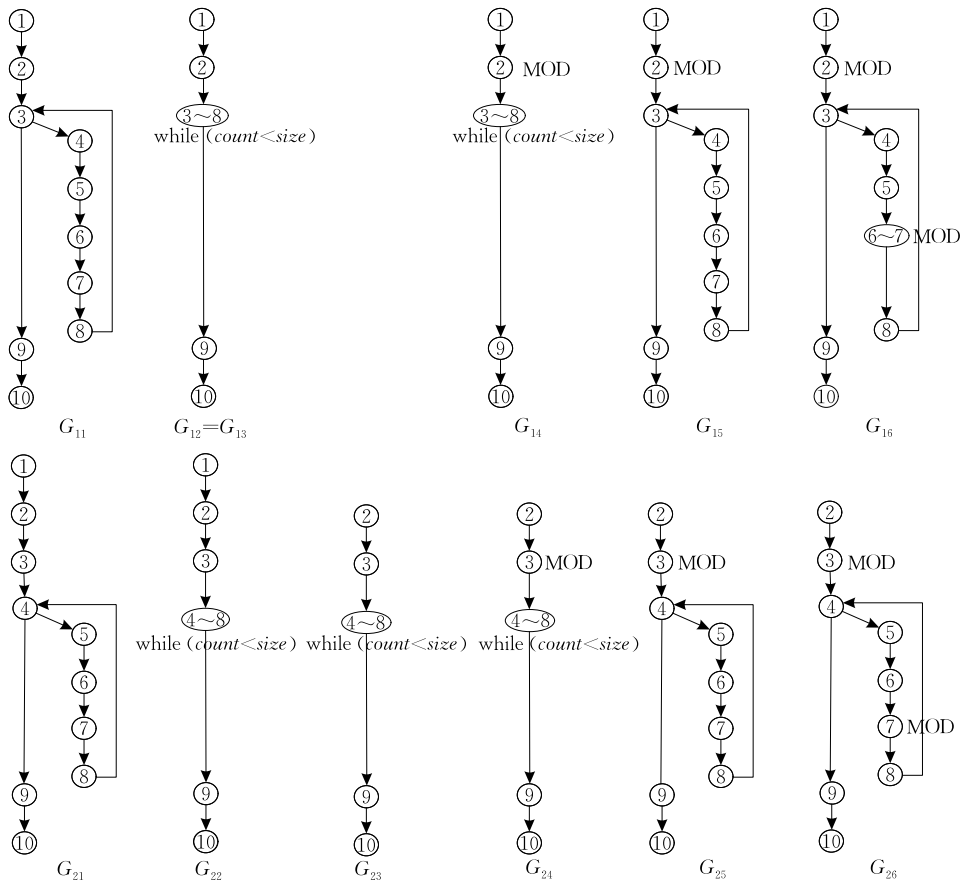 1 1 1 1 1
2 2 2 MOD 2 MOD 2 MOD
3 3～8 3～8 3 3
while (count<size) while (count<size)
4 4 4
5 5 5
6 6 6～7 MOD
7 7
8 8 8
9 9 9 9 9
10 10 10 10 10
G11 G12=G13 G14 G15 G16
1 1
2 2 2 2 2 2
3 3 3 3 MOD 3 MOD 3 MOD
4 4～8 4～8 4～8 4 4
while (count<size) while (count<size) while (count<size)
5 5 5
6 6 6
7 7 7 MOD
8 8 8
9 9 9 9 9 9
10 10 10 10 10 10
G21 G22 G23 G24 G25 G26